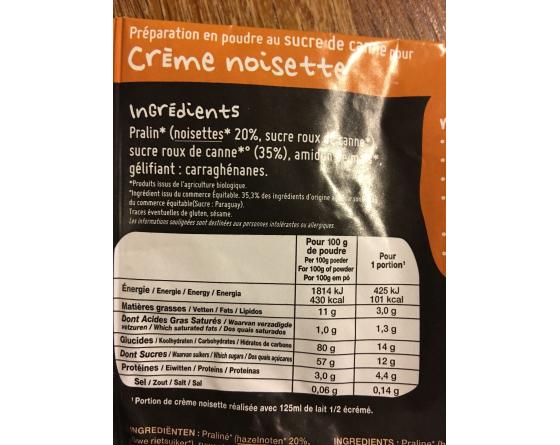 Préparation en poudre au sucre de canne pour
Crème noisette
Ingrédients
Pralin* (noisettes* 20%, sucre roux de canne*
sucre roux de canne*° (35%), amidon
gélifiant : carraghénanes.
*Produits issus de l'agriculture biologique.
°Ingrédient issu du commerce Équitable. 35,3% des ingrédients d'origine
du commerce équitable(Sucre : Paraguay).
Traces éventuelles de gluten, sésame.
Les informations soulignées sont destinées aux personnes intolérantes ou allergiques.
Pour 100 g
de poudre
Per 100g poeder
For 100g of powder
Por 100g em pó
Pour
1 portion¹
Énergie / Energie / Energy / Energia 1814 kJ 425 kJ
430 kcal 101 kcal
Matières grasses / Vetten / Fats / Lipidos 11 g 3,0 g
Dont Acides Gras Saturés / Waarvan verzadigde
vetzuren / Which saturated fats / Dos quais saturados 1,0 g 1,3 g
Glucides / Koolhydraten / Carbohydrates / Hidratos de carbono 80 g 14 g
Dont Sucres / Waarvan suikers / Which sugars / Dos quais açúcares 57 g 12 g
Protéines / Eiwitten / Proteins / Proteinas 3,0 g 4,4 g
Sel / Zout / Salt / Sal 0,06 g 0,14 g
¹ Portion de crème noisette réalisée avec 125ml de lait 1/2 écrémé.
INGREDIËNTEN : Praliné* (hazelnoten* 20%,
rietsuiker*),
INGREDIENTS : Praline*